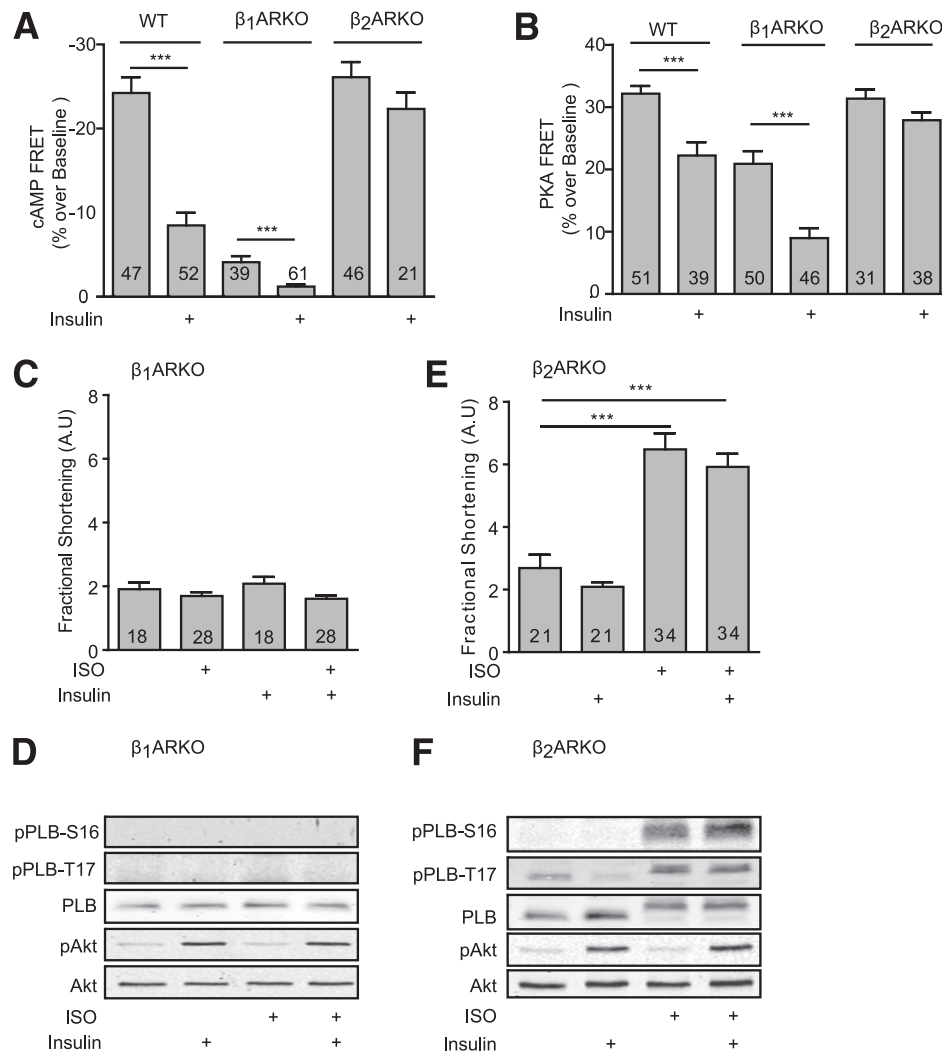 A
WT β1ARKO β2ARKO
cAMP FRET
(% over Baseline )
-30
-20
-10
0
*** ***
47 52 39 61 46 21
Insulin + + +
B
WT β1ARKO β2ARKO
PKA FRET
(% over Baseline )
40
30
20
10
0
*** ***
51 39 50 46 31 38
Insulin + + +
C β1ARKO
Fractional Shortening (A.U)
8
6
4
2
0
18 28 18 28
ISO + +
Insulin + +
E β2ARKO
Fractional Shortening (A.U)
8
6
4
2
0
***
***
21 21 34 34
ISO + +
Insulin + +
D β1ARKO
pPLB-S16
pPLB-T17
PLB
pAkt
Akt
ISO + +
Insulin + +
F β2ARKO
pPLB-S16
pPLB-T17
PLB
pAkt
Akt
ISO + +
Insulin + +